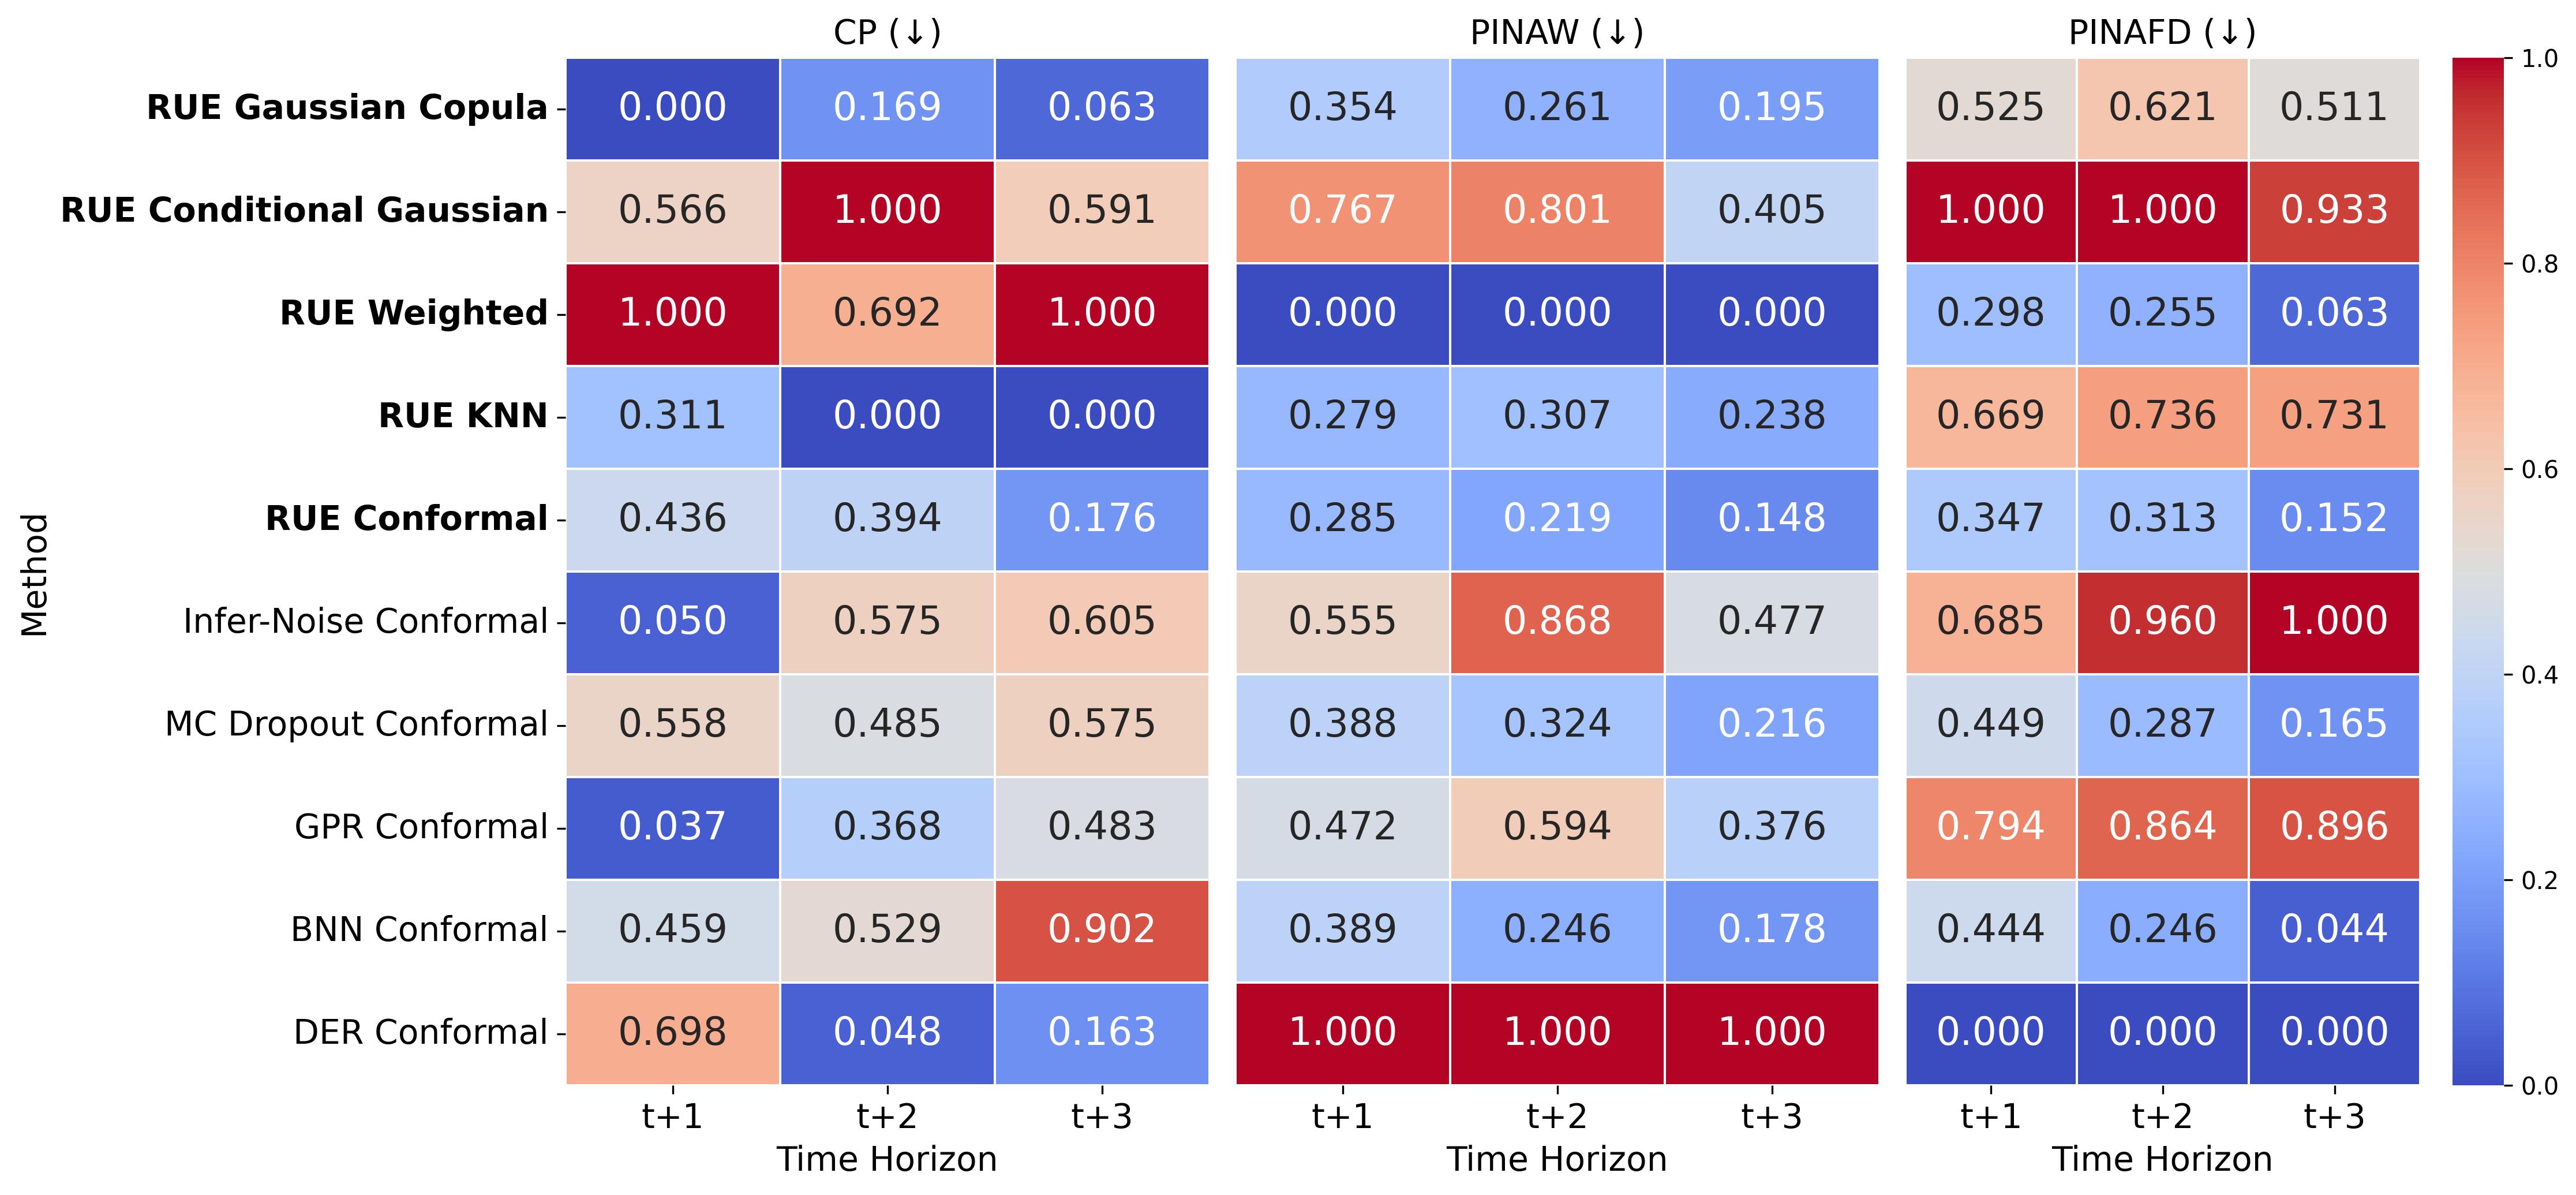 CP (↓) PINAW (↓) PINAFD (↓)
RUE Gaussian Copula 0.000 0.169 0.063 0.354 0.261 0.195 0.525 0.621 0.511
RUE Conditional Gaussian 0.566 1.000 0.591 0.767 0.801 0.405 1.000 1.000 0.933
RUE Weighted 1.000 0.692 1.000 0.000 0.000 0.000 0.298 0.255 0.063
RUE KNN 0.311 0.000 0.000 0.279 0.307 0.238 0.669 0.736 0.731
RUE Conformal 0.436 0.394 0.176 0.285 0.219 0.148 0.347 0.313 0.152
Infer-Noise Conformal 0.050 0.575 0.605 0.555 0.868 0.477 0.685 0.960 1.000
MC Dropout Conformal 0.558 0.485 0.575 0.388 0.324 0.216 0.449 0.287 0.165
GPR Conformal 0.037 0.368 0.483 0.472 0.594 0.376 0.794 0.864 0.896
BNN Conformal 0.459 0.529 0.902 0.389 0.246 0.178 0.444 0.246 0.044
DER Conformal 0.698 0.048 0.163 1.000 1.000 1.000 0.000 0.000 0.000
t+1 t+2 t+3 t+1 t+2 t+3 t+1 t+2 t+3
Time Horizon Time Horizon Time Horizon
Method
1.0
0.8
0.6
0.4
0.2
0.0